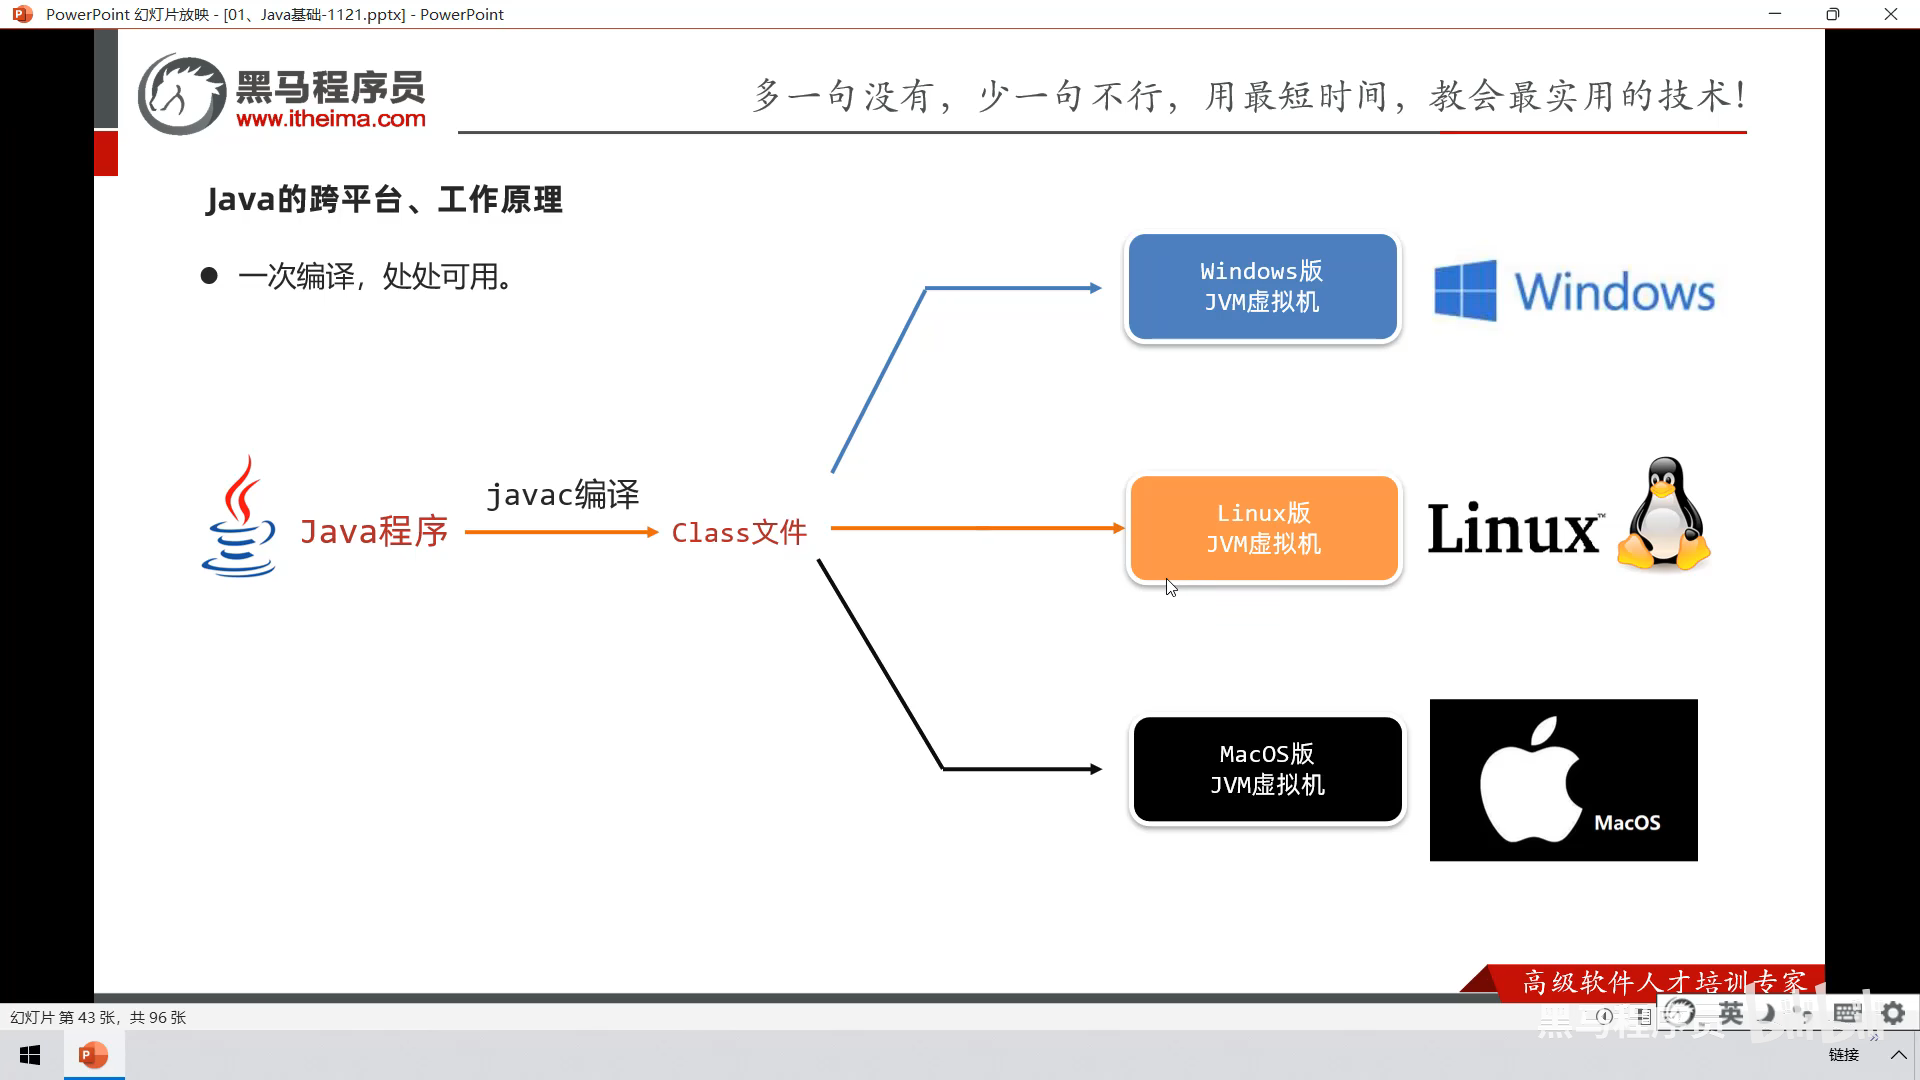 PowerPoint 幻灯片放映 - [01、Java基础-1121.pptx] - PowerPoint
黑马程序员
www.itheima.com
多一句没有，少一句不行，用最短时间，教会最实用的技术！
Java的跨平台、工作原理
一次编译，处处可用。
Windows版
JVM虚拟机
Windows
javac编译
Java程序
Class文件
Linux版
JVM虚拟机
Linux™
MacOS版
JVM虚拟机
MacOS
高级软件人才培训专家
幻灯片 第 43 张，共 96 张
英
黑马程序员
bilibili
链接